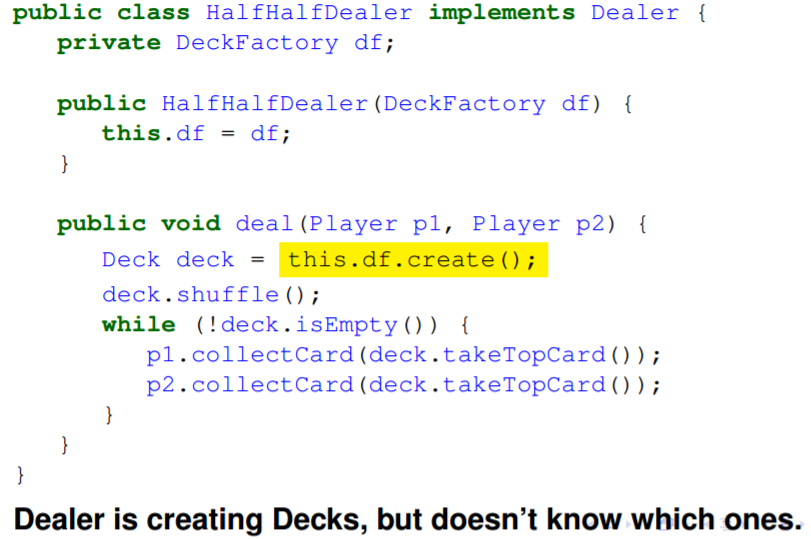 public class HalfHalfDealer implements Dealer {
private DeckFactory df;
public HalfHalfDealer(DeckFactory df) {
this.df = df;
}
public void deal(Player p1, Player p2) {
Deck deck = this.df.create();
deck.shuffle();
while (!deck.isEmpty()) {
p1.collectCard(deck.takeTopCard());
p2.collectCard(deck.takeTopCard());
}
}
}
Dealer is creating Decks, but doesn't know which ones.